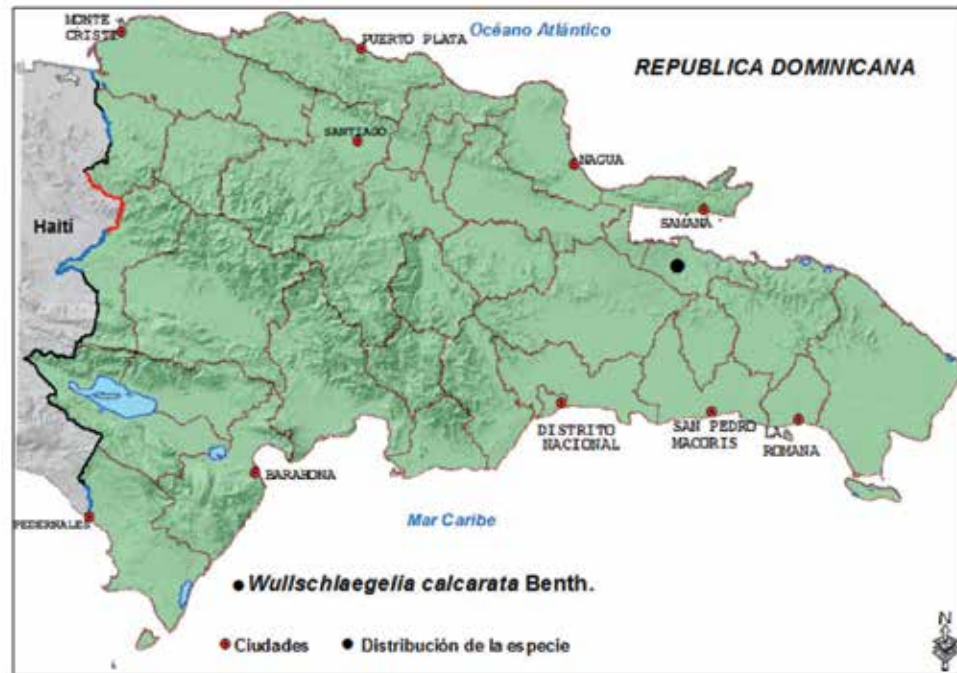 MONTE
CRISTI
PUERTO PLATA
Océano Atlántico
REPUBLICA DOMINICANA
SANTIAGO
NAGUA
Haití
SAMANA
DISTRITO
NACIONAL
SAN PEDRO
MACORIS
LA
ROMANA
BARAHONA
PEDERNALES
Mar Caribe
Wullschlaegelia calcarata Benth.
Ciudades
Distribución de la especie
N